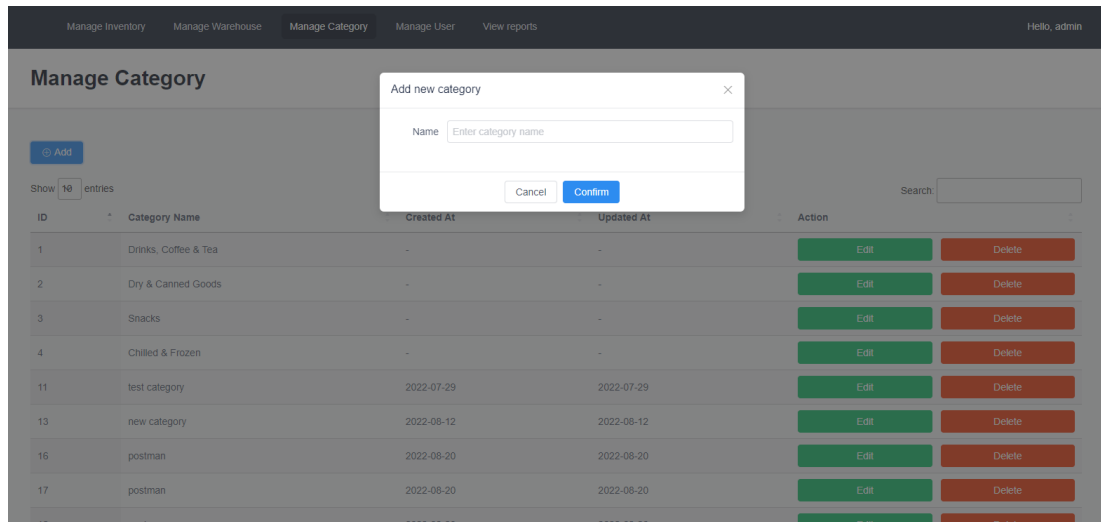 Manage Inventory Manage Warehouse Manage Category Manage User View reports Hello, admin
Manage Category
Add new category
Name Enter category name
Cancel Confirm
Add
Show 10 entries
Search:
ID Category Name Created At Updated At Action
1 Drinks, Coffee & Tea - - Edit Delete
2 Dry & Canned Goods - - Edit Delete
3 Snacks - - Edit Delete
4 Chilled & Frozen - - Edit Delete
11 test category 2022-07-29 2022-07-29 Edit Delete
13 new category 2022-08-12 2022-08-12 Edit Delete
16 postman 2022-08-20 2022-08-20 Edit Delete
17 postman 2022-08-20 2022-08-20 Edit Delete